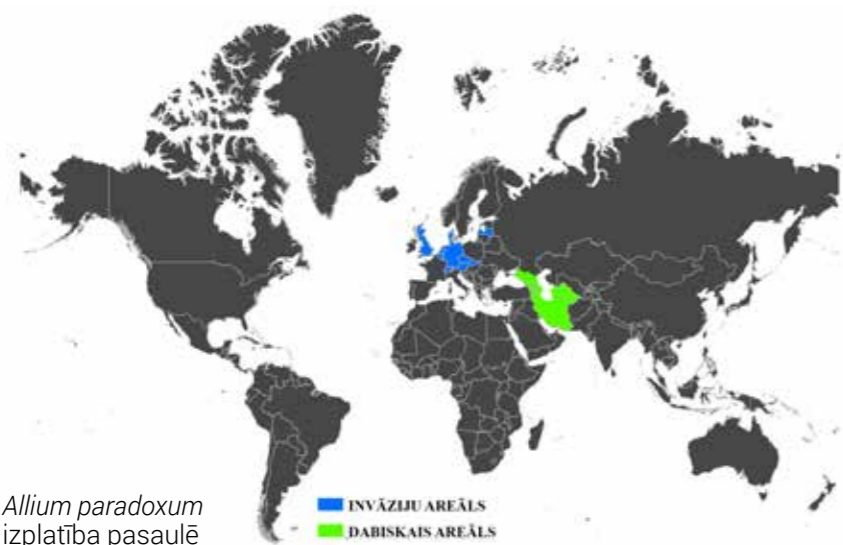 Allium paradoxum
izplatība pasaulē
INVĀZIJU AREĀLS
DABISKAIS AREĀLS